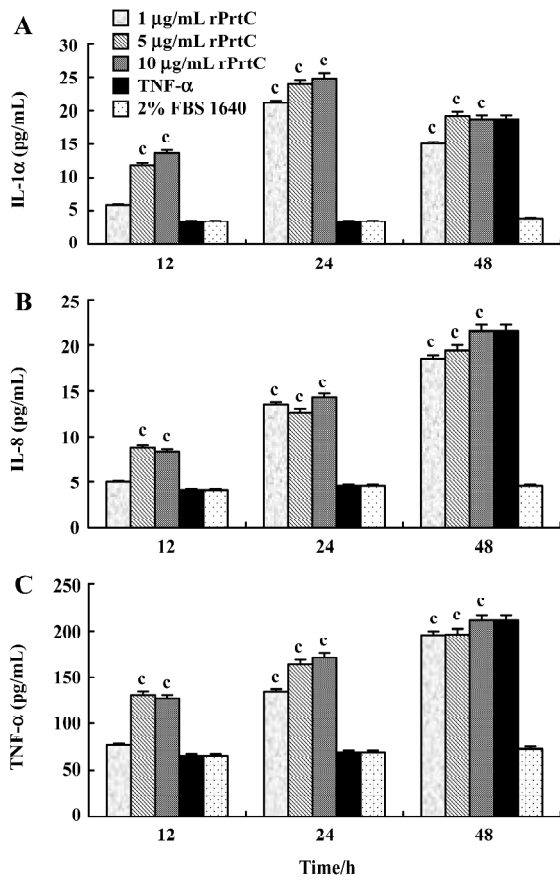 A
1 μg/mL rPrtC
5 μg/mL rPrtC
10 μg/mL rPrtC
TNF-α
2% FBS 1640
IL-1α (pg/mL)
35
30
25
20
15
10
5
0
c c
c c c
c c c
12 24 48
B
IL-8 (pg/mL)
25
20
15
10
5
0
c c
c c c
c c c
12 24 48
C
TNF-α (pg/mL)
250
200
150
100
50
0
c c
c c c
c c c
12 24 48
Time/h